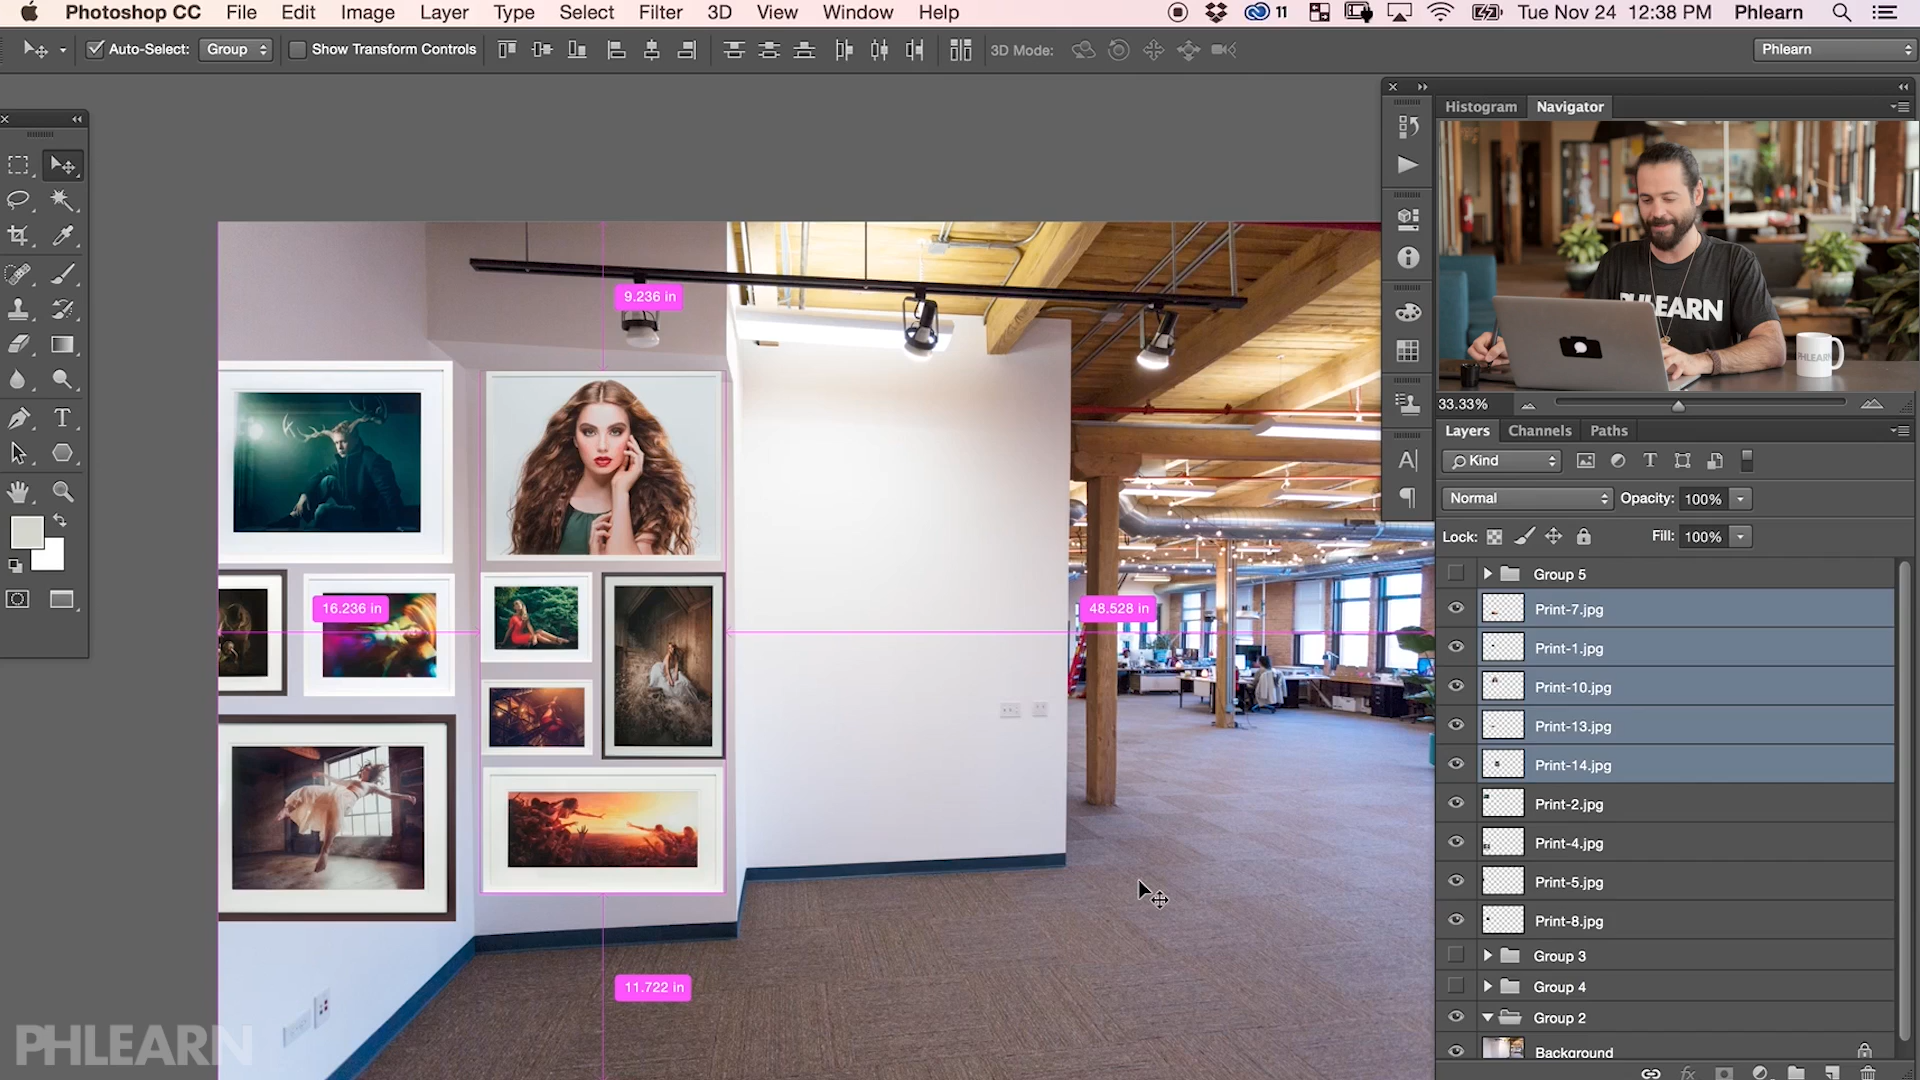 Photoshop CC File Edit Image Layer Type Select Filter 3D View Window Help 11 Tue Nov 24 12:38 PM Phlearn
Auto-Select: Group Show Transform Controls 3D Mode: Phlearn
Histogram Navigator
PHLEARN
PHLEARN
33.33%
Layers Channels Paths
Kind
Normal Opacity: 100%
Lock: Fill: 100%
Group 5
Print-7.jpg
Print-1.jpg
Print-10.jpg
Print-13.jpg
Print-14.jpg
Print-2.jpg
Print-4.jpg
Print-5.jpg
Print-8.jpg
Group 3
Group 4
Group 2
Background
9.236 in
16.236 in
48.528 in
11.722 in
PHLEARN